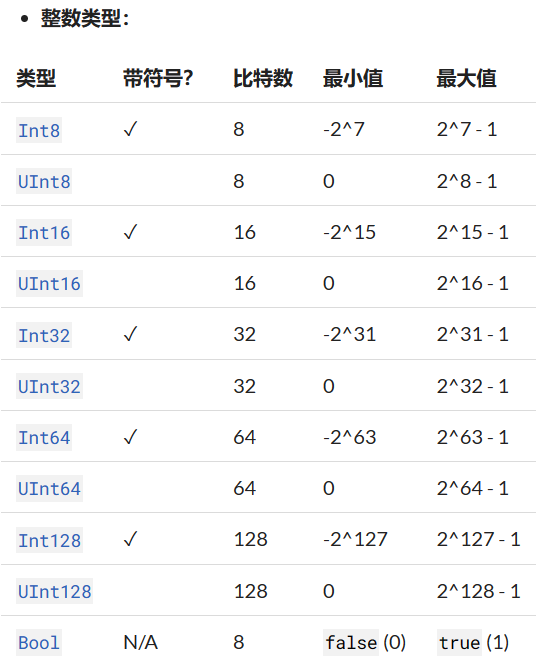 • 整数类型：
类型 带符号？ 比特数 最小值 最大值
Int8 ✓ 8 -2^7 2^7 - 1
UInt8 8 0 2^8 - 1
Int16 ✓ 16 -2^15 2^15 - 1
UInt16 16 0 2^16 - 1
Int32 ✓ 32 -2^31 2^31 - 1
UInt32 32 0 2^32 - 1
Int64 ✓ 64 -2^63 2^63 - 1
UInt64 64 0 2^64 - 1
Int128 ✓ 128 -2^127 2^127 - 1
UInt128 128 0 2^128 - 1
Bool N/A 8 false (0) true (1)